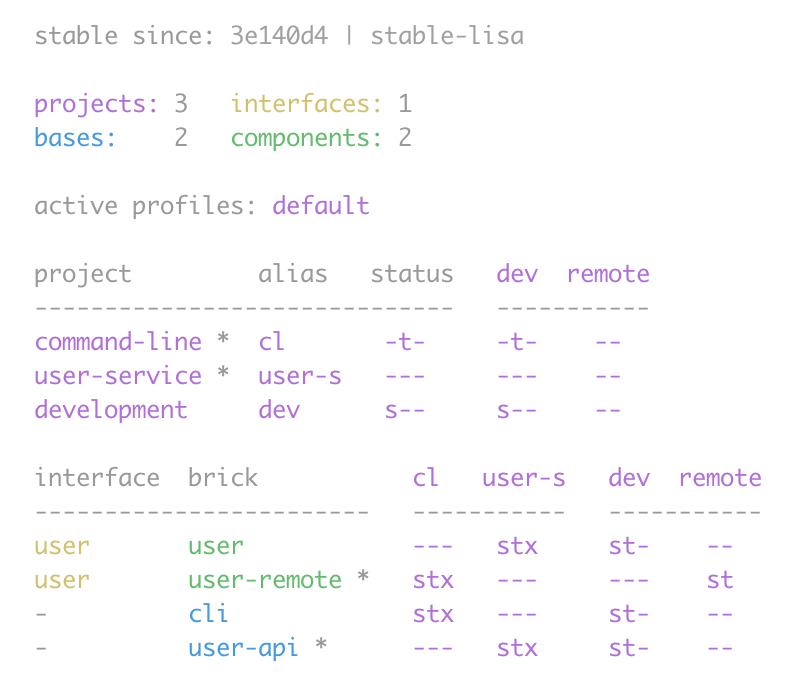 stable since: 3e140d4 | stable-lisa
projects: 3   interfaces: 1
bases:    2   components: 2
active profiles: default
project         alias   status   dev  remote
------------------------------   -----------
command-line *  cl       -t-     -t-    --
user-service *  user-s   ---     ---    --
development     dev      s--     s--    --
interface  brick           cl   user-s   dev  remote
------------------------   -----------   -----------
user       user            ---   stx     st-    --
user       user-remote *   stx   ---     ---    st
-          cli             stx   ---     st-    --
-          user-api *      ---   stx     st-    --